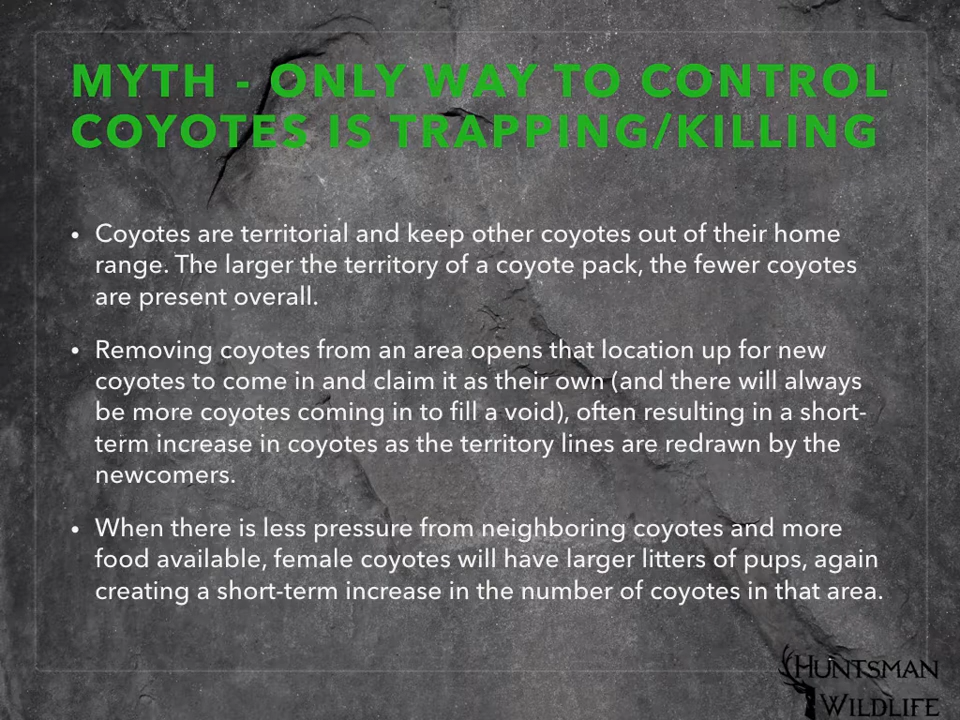 MYTH - ONLY WAY TO CONTROL
COYOTES IS TRAPPING/KILLING
• Coyotes are territorial and keep other coyotes out of their home
range. The larger the territory of a coyote pack, the fewer coyotes
are present overall.
• Removing coyotes from an area opens that location up for new
coyotes to come in and claim it as their own (and there will always
be more coyotes coming in to fill a void), often resulting in a short-
term increase in coyotes as the territory lines are redrawn by the
newcomers.
• When there is less pressure from neighboring coyotes and more
food available, female coyotes will have larger litters of pups, again
creating a short-term increase in the number of coyotes in that area.
HUNTSMAN
WILDLIFE